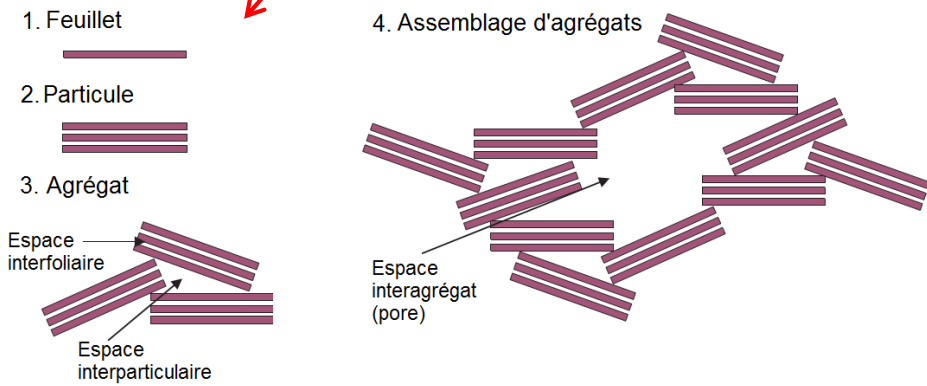 1. Feuillet
2. Particule
3. Agrégat
Espace
interfoliaire
Espace
interparticulaire
4. Assemblage d'agrégats
Espace
interagrégat
(pore)